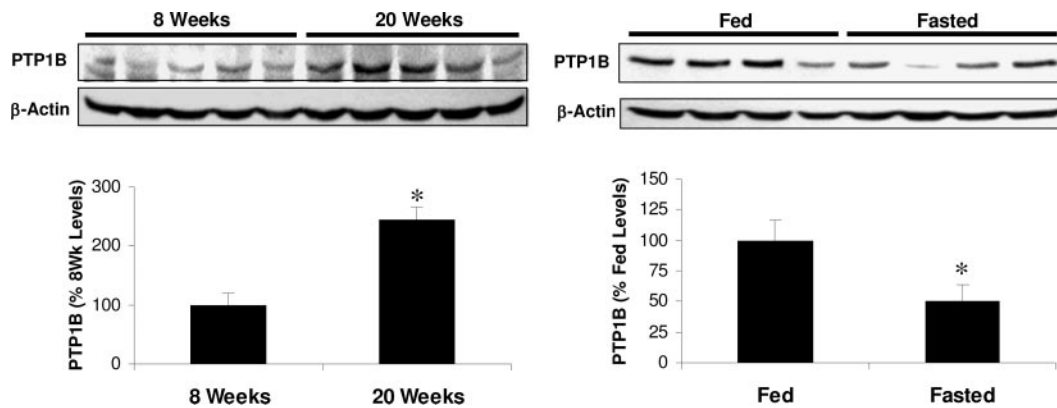 8 Weeks
20 Weeks
PTP1B
β-Actin
PTP1B (% 8Wk Levels)
300
200
100
0
*
8 Weeks
20 Weeks
Fed
Fasted
PTP1B
β-Actin
PTP1B (% Fed Levels)
150
125
100
75
50
25
0
*
Fed
Fasted